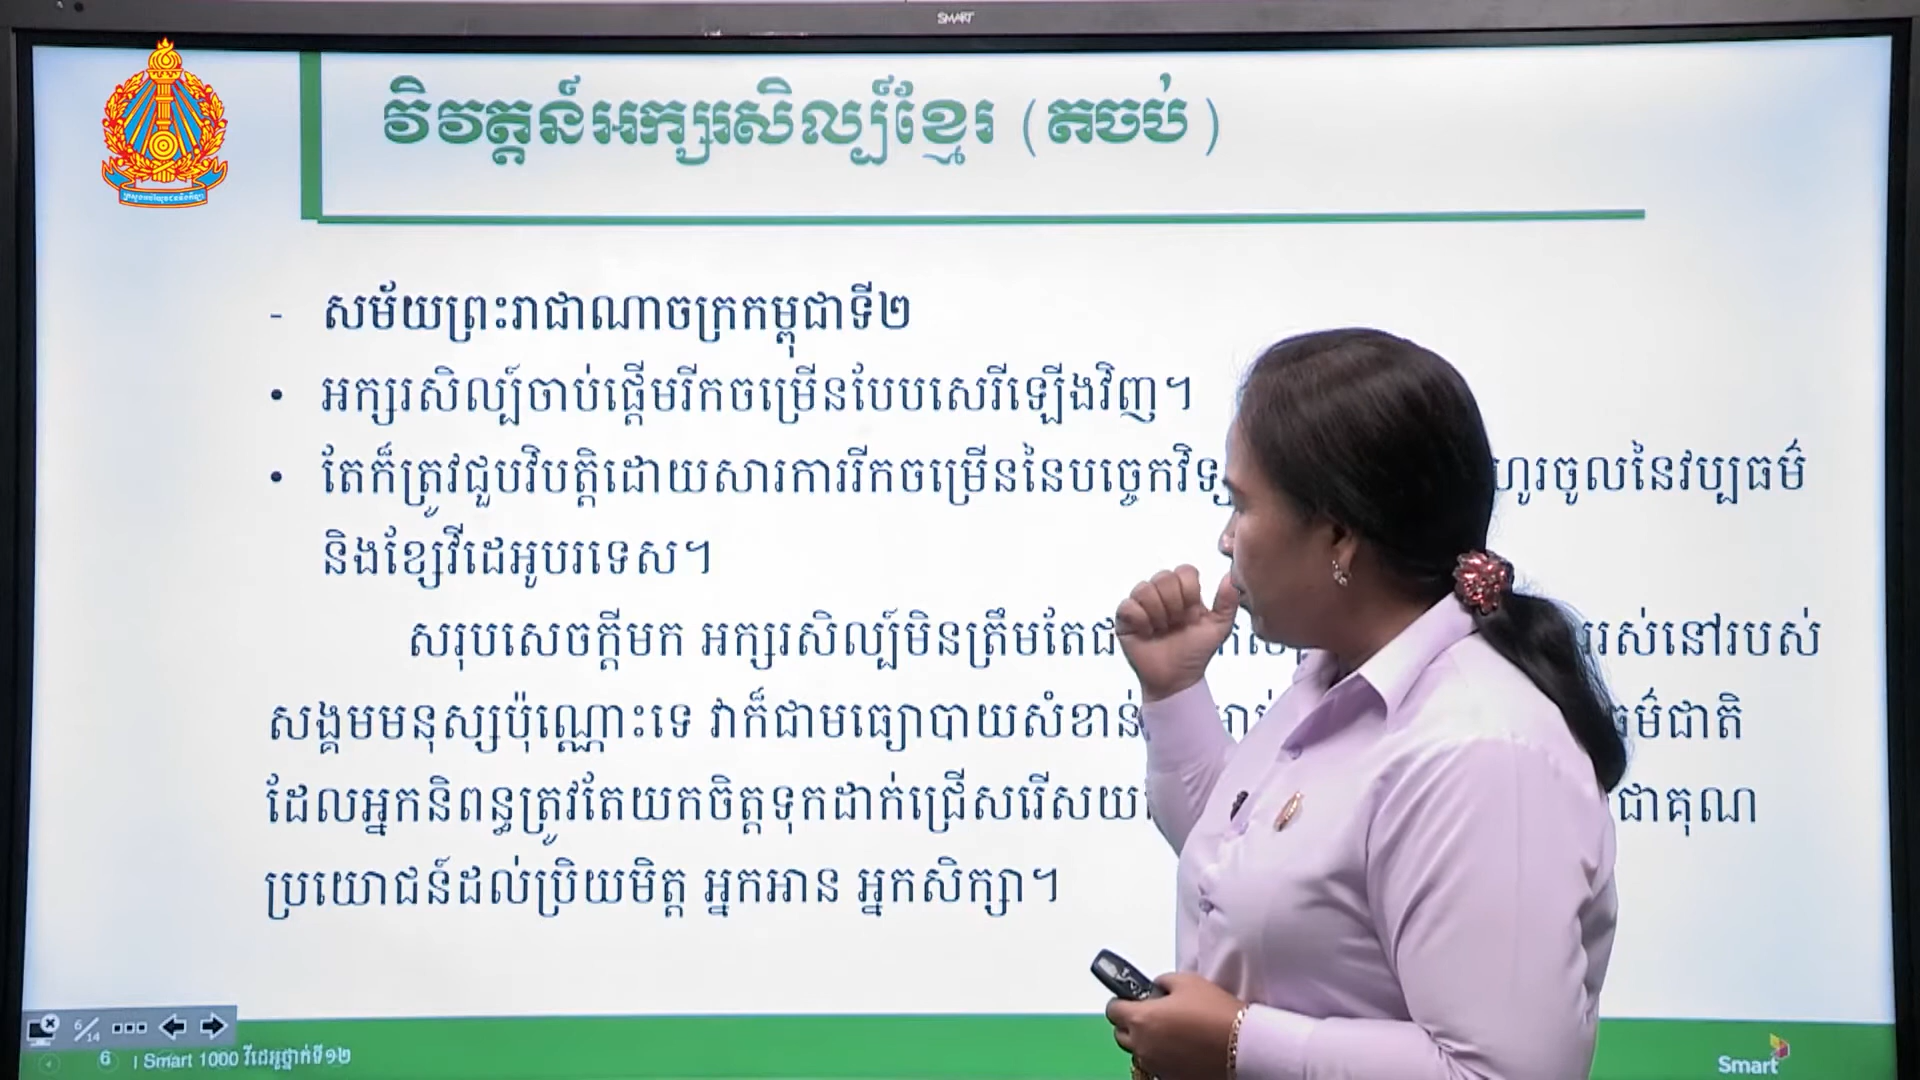 SMART
វិវត្តន៍អក្សរសិល្ប៍ខ្មែរ (តចប់)
- សម័យព្រះរាជាណាចក្រកម្ពុជាទី២
• អក្សរសិល្ប៍ចាប់ផ្ដើមរីកចម្រើនបែបសេរីឡើងវិញ។
• តែក៏ត្រូវជួបវិបត្តិដោយសារការរីកចម្រើននៃបច្ចេកវិទ្យ ហូរចូលនៃវប្បធម៌
និងខ្សែវីដេអូបរទេស។
សរុបសេចក្ដីមក អក្សរសិល្ប៍មិនត្រឹមតែជា រស់នៅរបស់
សង្គមមនុស្សប៉ុណ្ណោះទេ វាក៏ជាមធ្យោបាយសំខាន់ ធម៌ជាតិ
ដែលអ្នកនិពន្ធត្រូវតែយកចិត្តទុកដាក់ជ្រើសរើសយ ជាគុណ
ប្រយោជន៍ដល់ប្រិយមិត្ត អ្នកអាន អ្នកសិក្សា។
6/14
6 | Smart 1000 វីដេអូថ្នាក់ទី១២
Smart